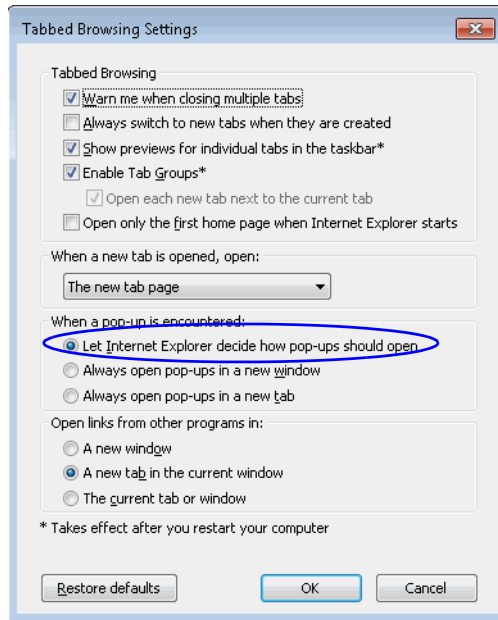 Tabbed Browsing Settings
Tabbed Browsing
Warn me when closing multiple tabs
Always switch to new tabs when they are created
Show previews for individual tabs in the taskbar*
Enable Tab Groups*
Open each new tab next to the current tab
Open only the first home page when Internet Explorer starts
When a new tab is opened, open:
The new tab page
When a pop-up is encountered:
Let Internet Explorer decide how pop-ups should open
Always open pop-ups in a new window
Always open pop-ups in a new tab
Open links from other programs in:
A new window
A new tab in the current window
The current tab or window
* Takes effect after you restart your computer
Restore defaults OK Cancel